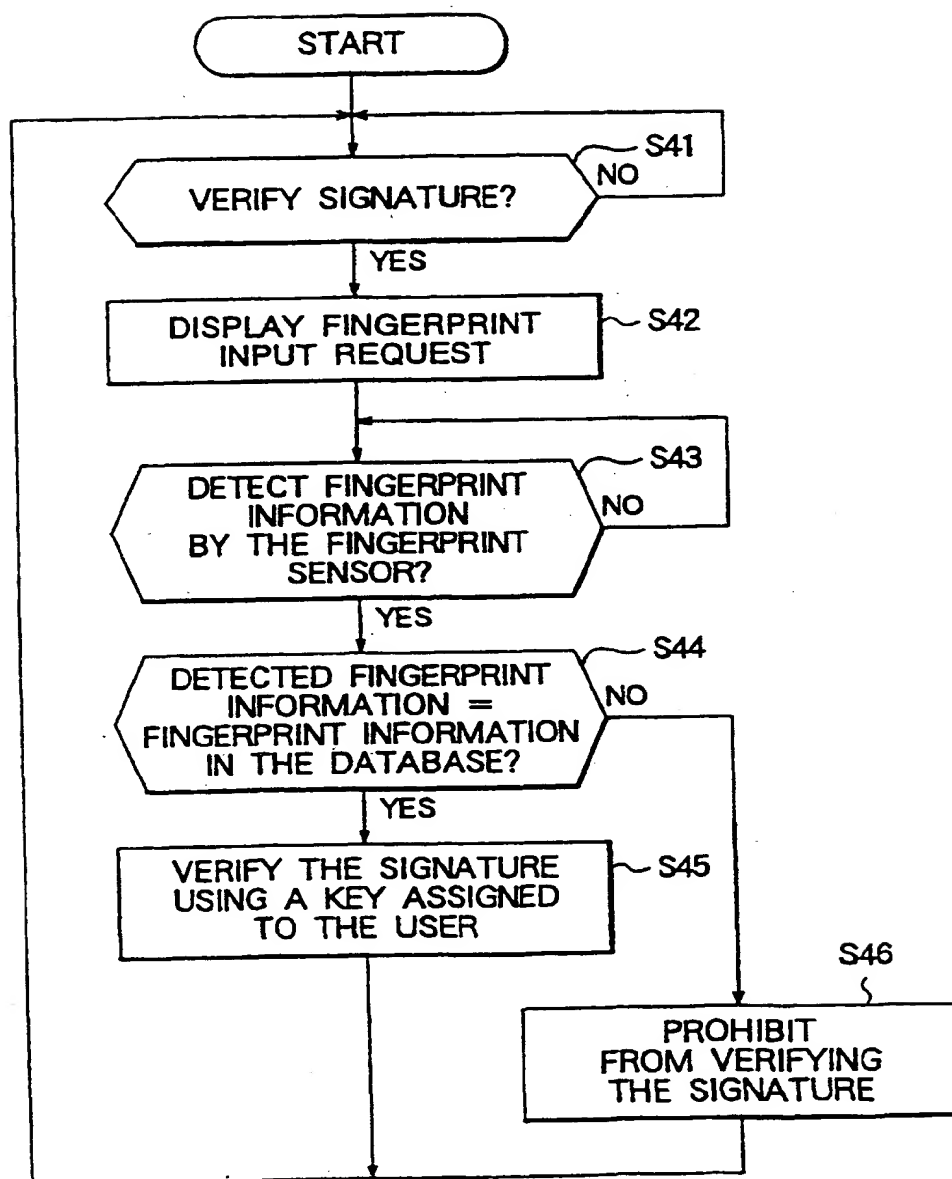 START
S41
NO
VERIFY SIGNATURE?
YES
DISPLAY FINGERPRINT
INPUT REQUEST
S42
S43
DETECT FINGERPRINT
INFORMATION
BY THE FINGERPRINT
SENSOR?
NO
YES
S44
DETECTED FINGERPRINT
INFORMATION =
FINGERPRINT INFORMATION
IN THE DATABASE?
NO
YES
VERIFY THE SIGNATURE
USING A KEY ASSIGNED
TO THE USER
S45
S46
PROHIBIT
FROM VERIFYING
THE SIGNATURE